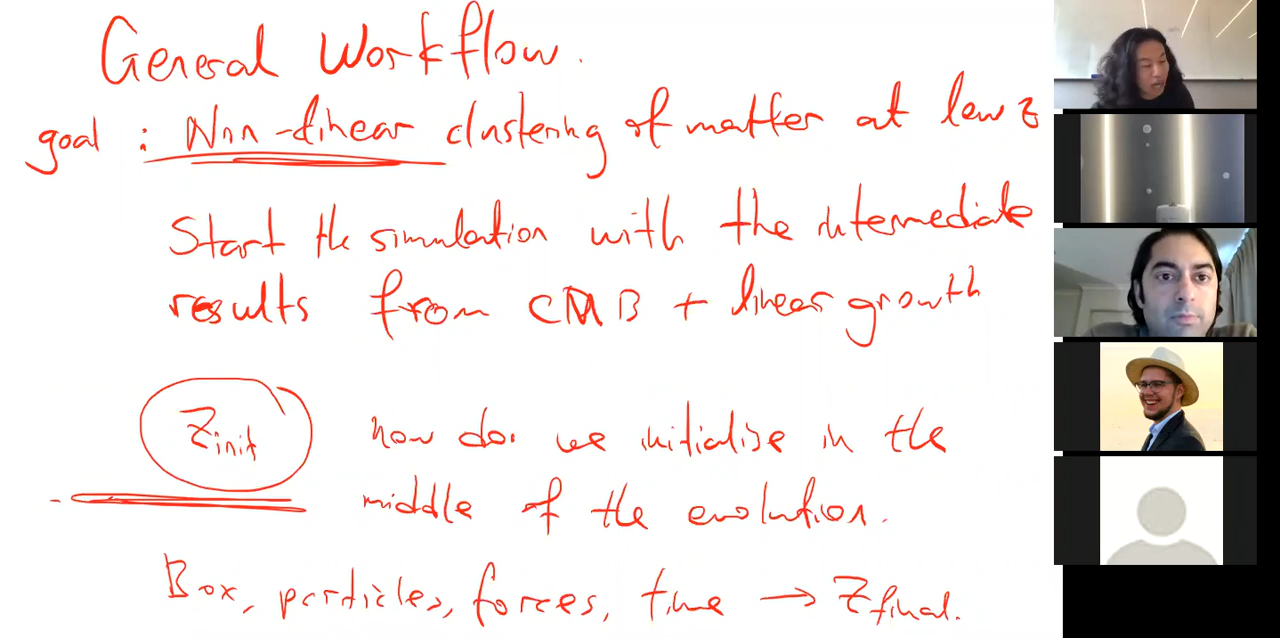 General Workflow.
goal : Non-linear clustering of matter at low z
Start the simulation with the intermediate
results from CMB + linear growth
Zinit how do we initialise in the
middle of the evolution.
Box, particles, forces, time → Zfinal.